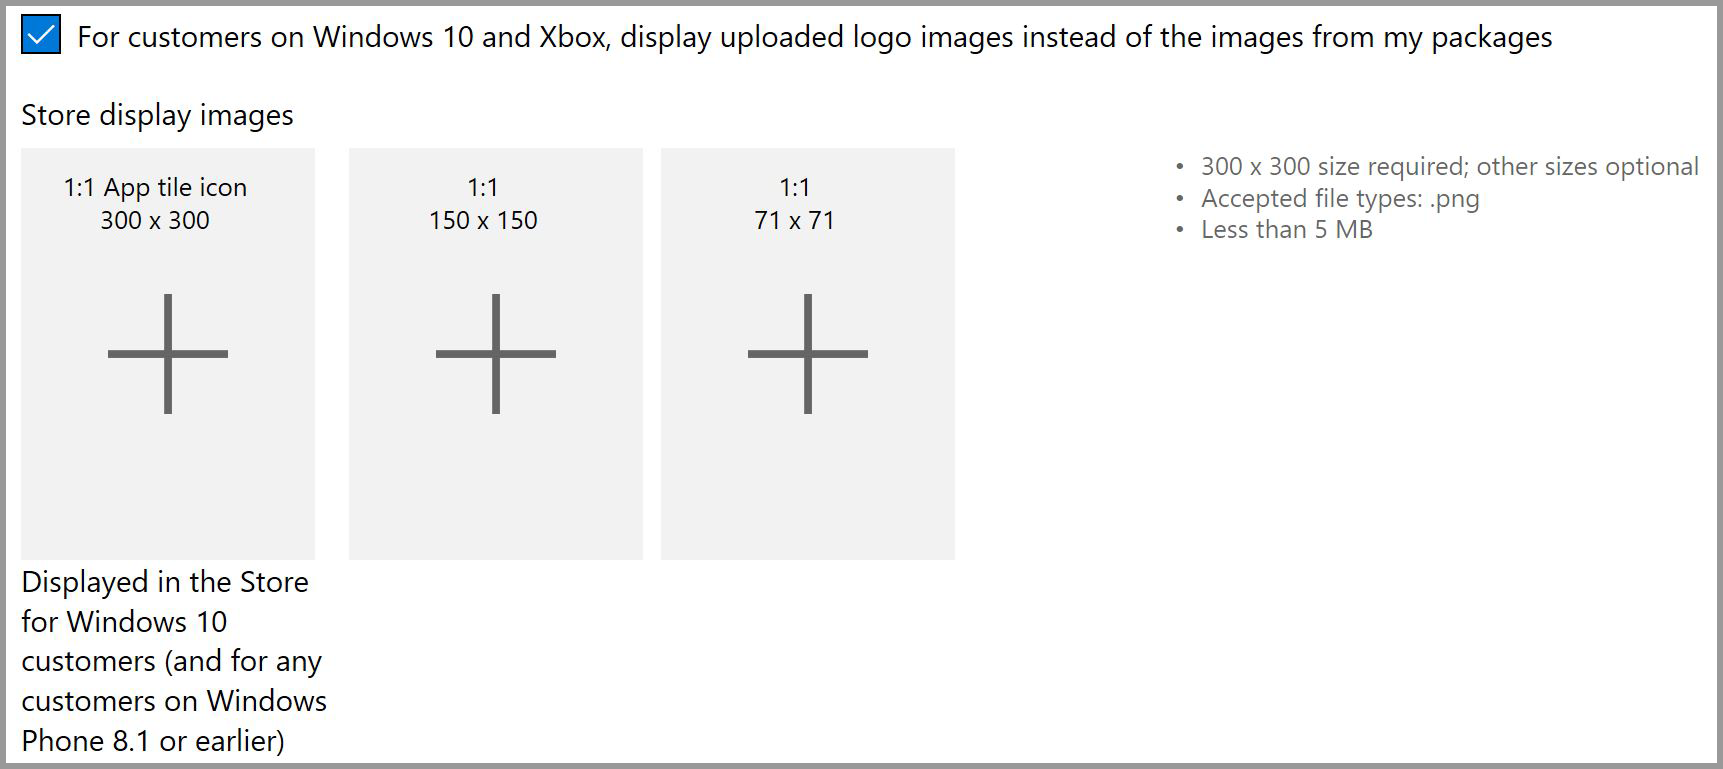 For customers on Windows 10 and Xbox, display uploaded logo images instead of the images from my packages
Store display images
1:1 App tile icon
300 x 300
1:1
150 x 150
1:1
71 x 71
• 300 x 300 size required; other sizes optional
• Accepted file types: .png
• Less than 5 MB
Displayed in the Store
for Windows 10
customers (and for any
customers on Windows
Phone 8.1 or earlier)